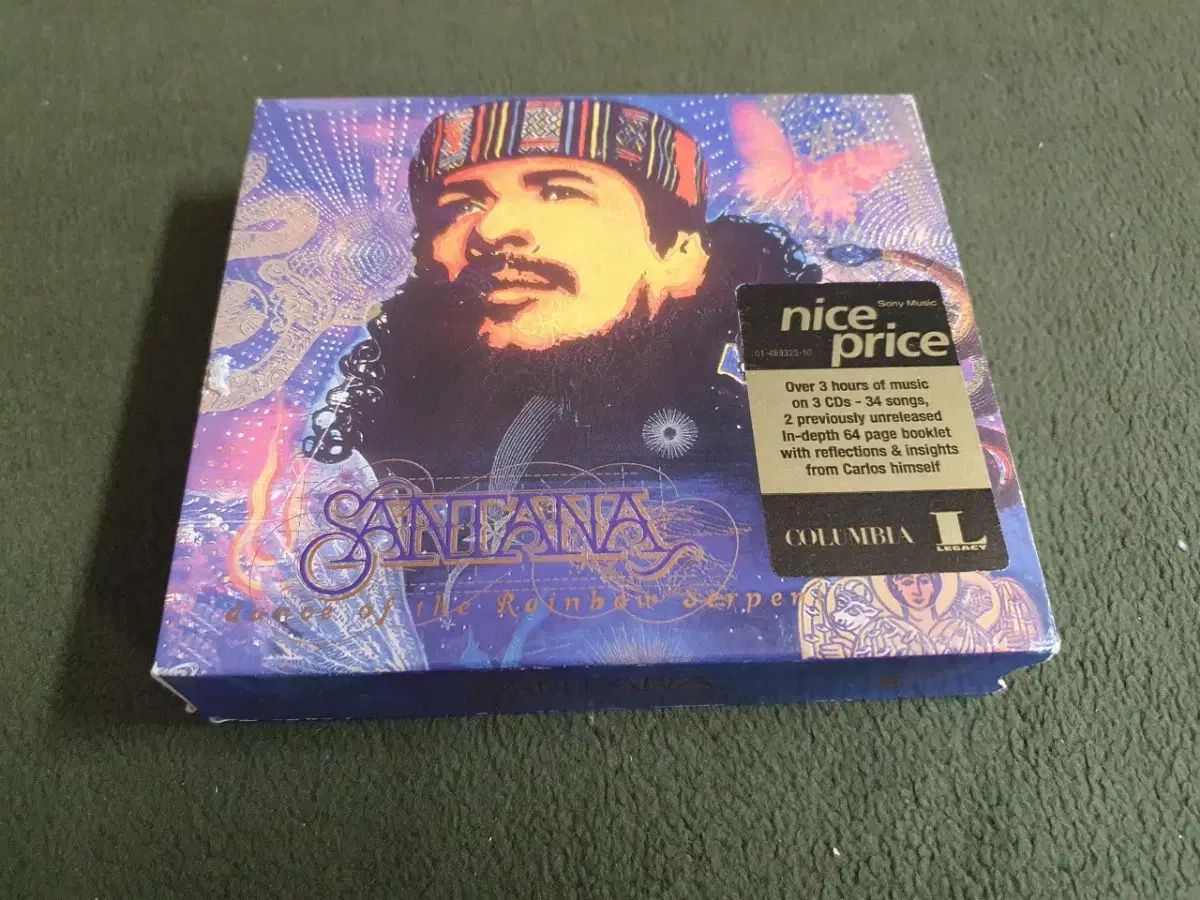 Sony Music
nice
price
01-489325-10
Over 3 hours of music
on 3 CDs - 34 songs,
2 previously unreleased
In-depth 64 page booklet
with reflections & insights
from Carlos himself
COLUMBIA
L
LEGACY
SANTANA
dance of the Rainbow Serpent